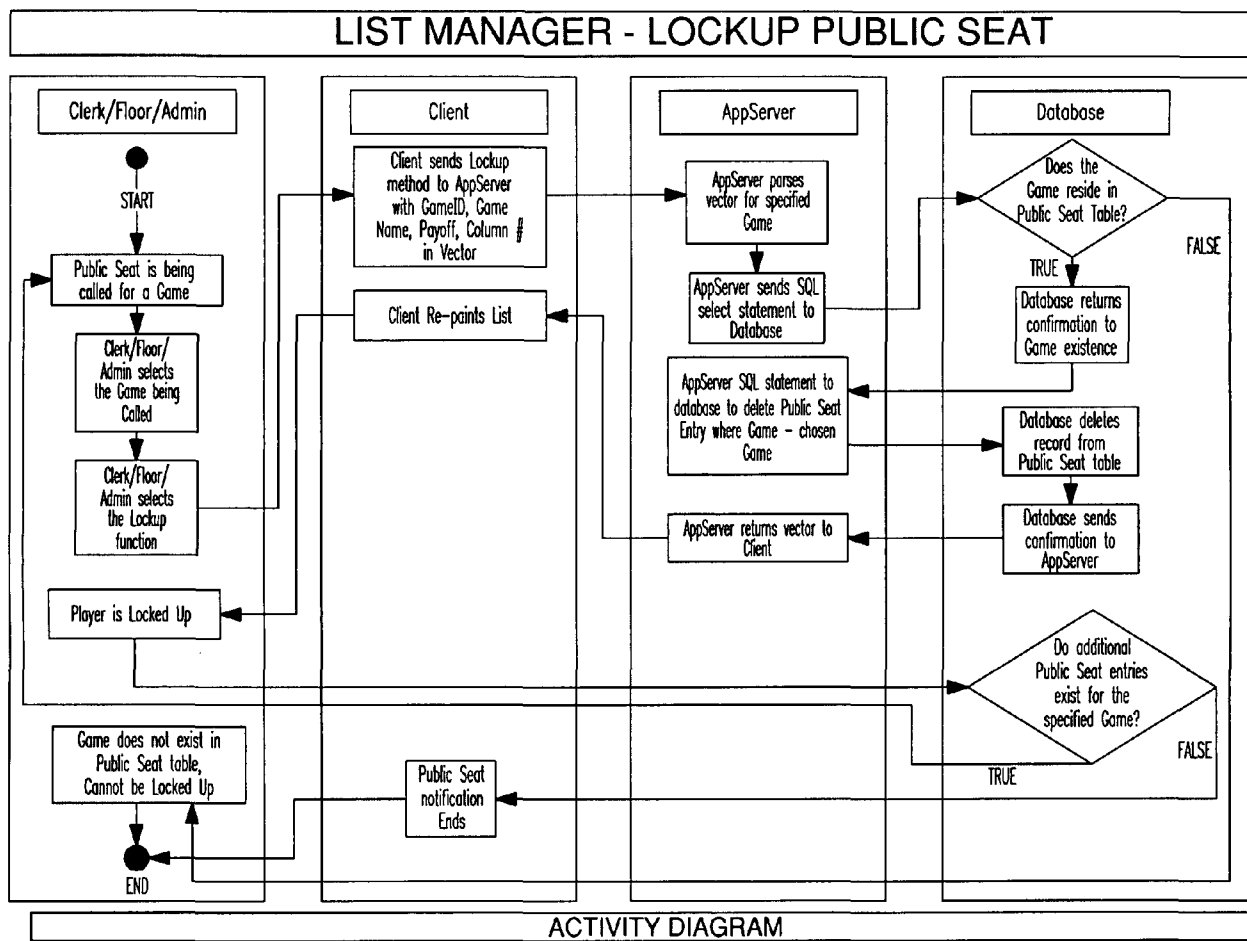 LIST MANAGER - LOCKUP PUBLIC SEAT
Clerk/Floor/Admin
START
Public Seat is being
called for a Game
Clerk/Floor/
Admin selects
the Game being
Called
Clerk/Floor/
Admin selects
the Lockup
function
Player is Locked Up
Game does not exist in
Public Seat table,
Cannot be Locked Up
END
Client
Client sends Lockup
method to AppServer
with GameID, Game
Name, Payoff, Column #
in Vector
Client Re-paints List
Public Seat
notification
Ends
AppServer
AppServer parses
vector for specified
Game
AppServer sends SQL
select statement to
Database
AppServer SQL statement to
database to delete Public Seat
Entry where Game – chosen
Game
AppServer returns vector to
Client
Database
Does the
Game reside in
Public Seat Table?
FALSE
TRUE
Database returns
confirmation to
Game existence
Database deletes
record from
Public Seat table
Database sends
confirmation to
AppServer
Do additional
Public Seat entries
exist for the
specified Game?
FALSE
TRUE
ACTIVITY DIAGRAM